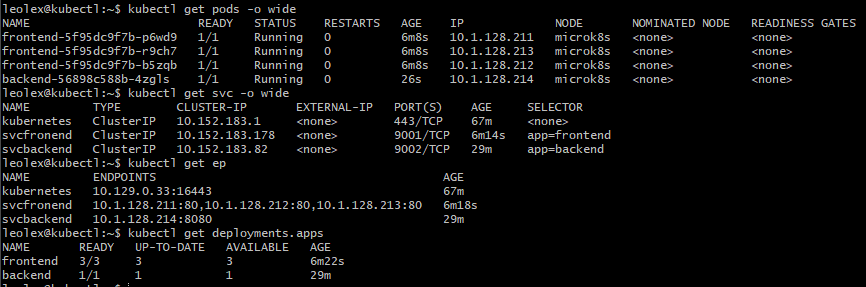 leolex@kubectl:~$ kubectl get pods -o wide
NAME READY STATUS RESTARTS AGE IP NODE NOMINATED NODE READINESS GATES
frontend-5f95dc9f7b-p6wd9 1/1 Running 0 6m8s 10.1.128.211 microk8s <none> <none>
frontend-5f95dc9f7b-r9ch7 1/1 Running 0 6m8s 10.1.128.213 microk8s <none> <none>
frontend-5f95dc9f7b-b5zqb 1/1 Running 0 6m8s 10.1.128.212 microk8s <none> <none>
backend-56898c588b-4zgls 1/1 Running 0 26s 10.1.128.214 microk8s <none> <none>
leolex@kubectl:~$ kubectl get svc -o wide
NAME TYPE CLUSTER-IP EXTERNAL-IP PORT(S) AGE SELECTOR
kubernetes ClusterIP 10.152.183.1 <none> 443/TCP 67m <none>
svcfronend ClusterIP 10.152.183.178 <none> 9001/TCP 6m14s app=frontend
svcbackend ClusterIP 10.152.183.82 <none> 9002/TCP 29m app=backend
leolex@kubectl:~$ kubectl get ep
NAME ENDPOINTS AGE
kubernetes 10.129.0.33:16443 67m
svcfronend 10.1.128.211:80,10.1.128.212:80,10.1.128.213:80 6m18s
svcbackend 10.1.128.214:8080 29m
leolex@kubectl:~$ kubectl get deployments.apps
NAME READY UP-TO-DATE AVAILABLE AGE
frontend 3/3 3 3 6m22s
backend 1/1 1 1 29m
leolex@kubectl:~$